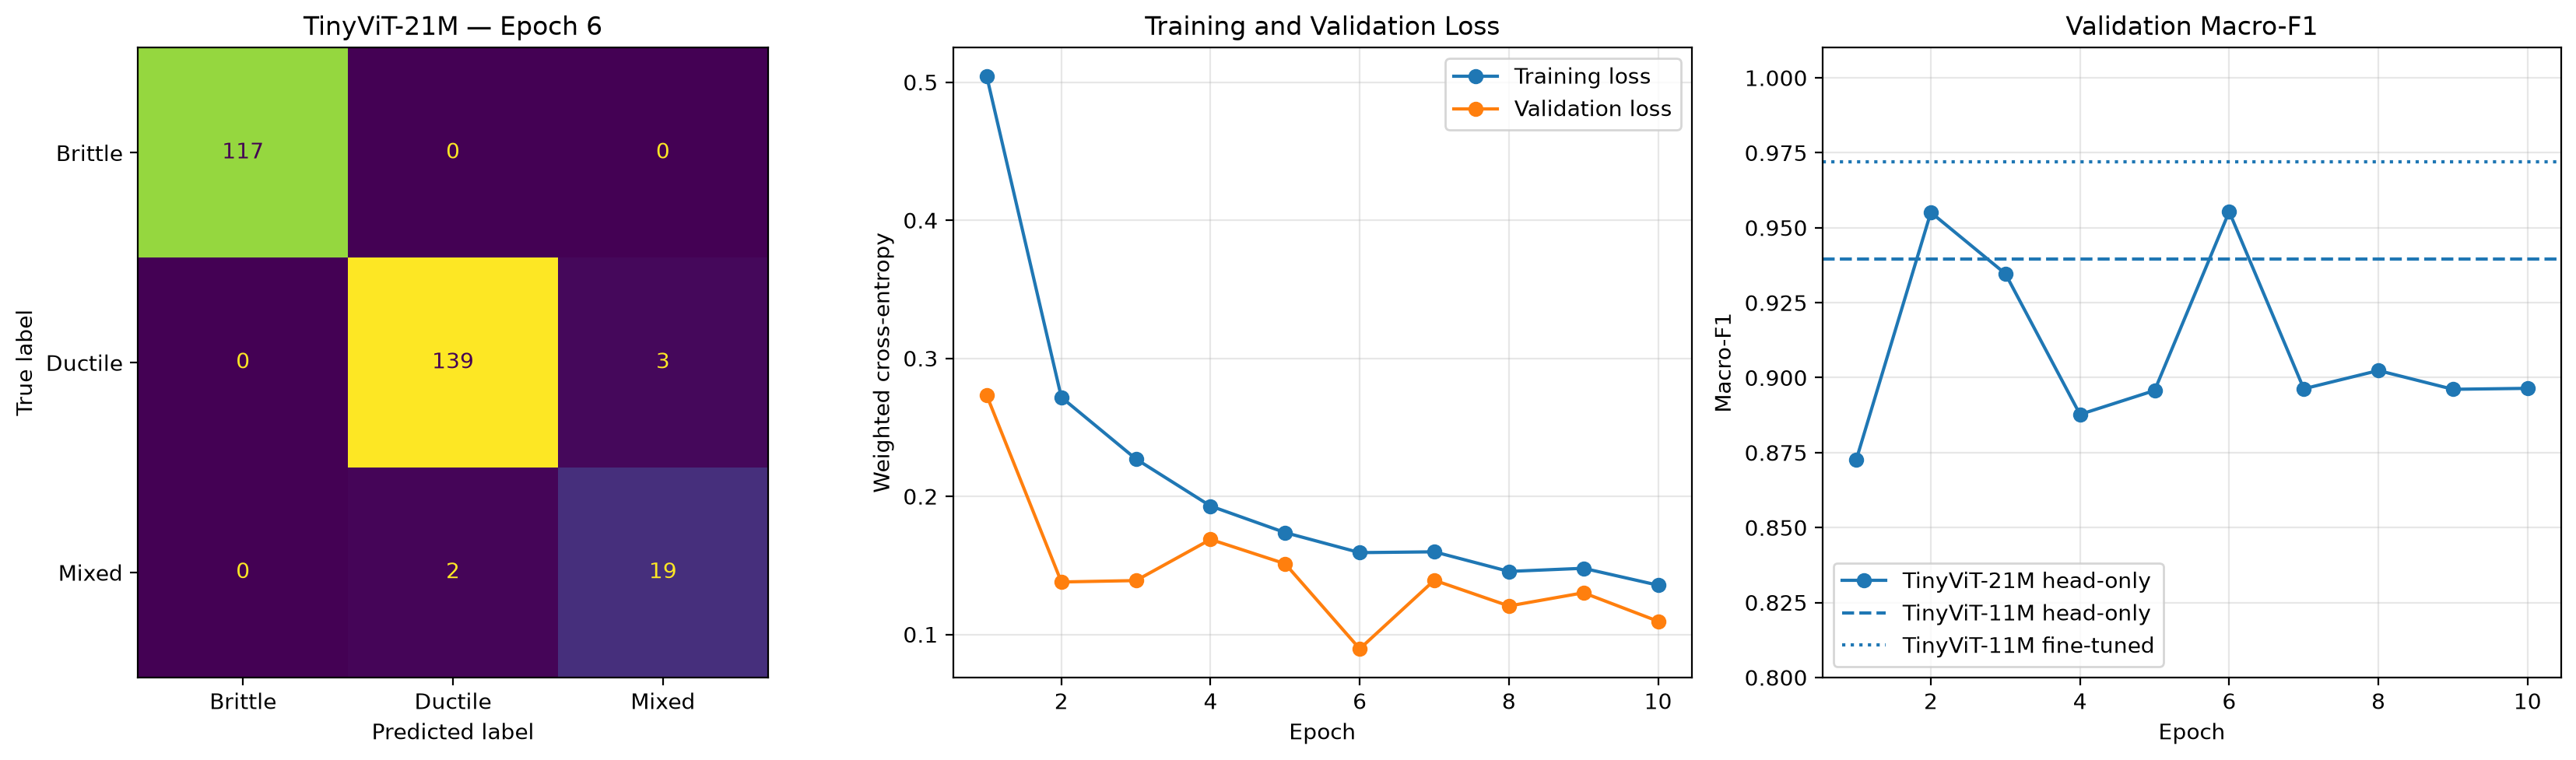 TinyViT-21M — Epoch 6
True label
Brittle
Ductile
Mixed
117 0 0
0 139 3
0 2 19
Brittle Ductile Mixed
Predicted label
Training and Validation Loss
Weighted cross-entropy
0.5
0.4
0.3
0.2
0.1
Training loss
Validation loss
2 4 6 8 10
Epoch
Validation Macro-F1
Macro-F1
1.000
0.975
0.950
0.925
0.900
0.875
0.850
0.825
0.800
TinyViT-21M head-only
TinyViT-11M head-only
TinyViT-11M fine-tuned
2 4 6 8 10
Epoch